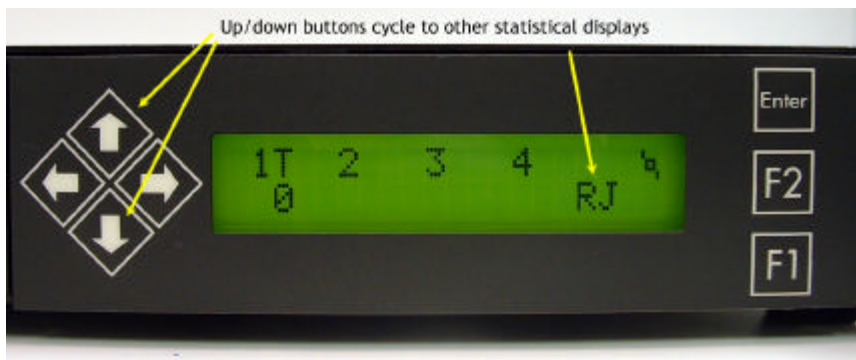 Up/down buttons cycle to other statistical displays
Enter
1T 2 3 4
0 RJ
F2
F1